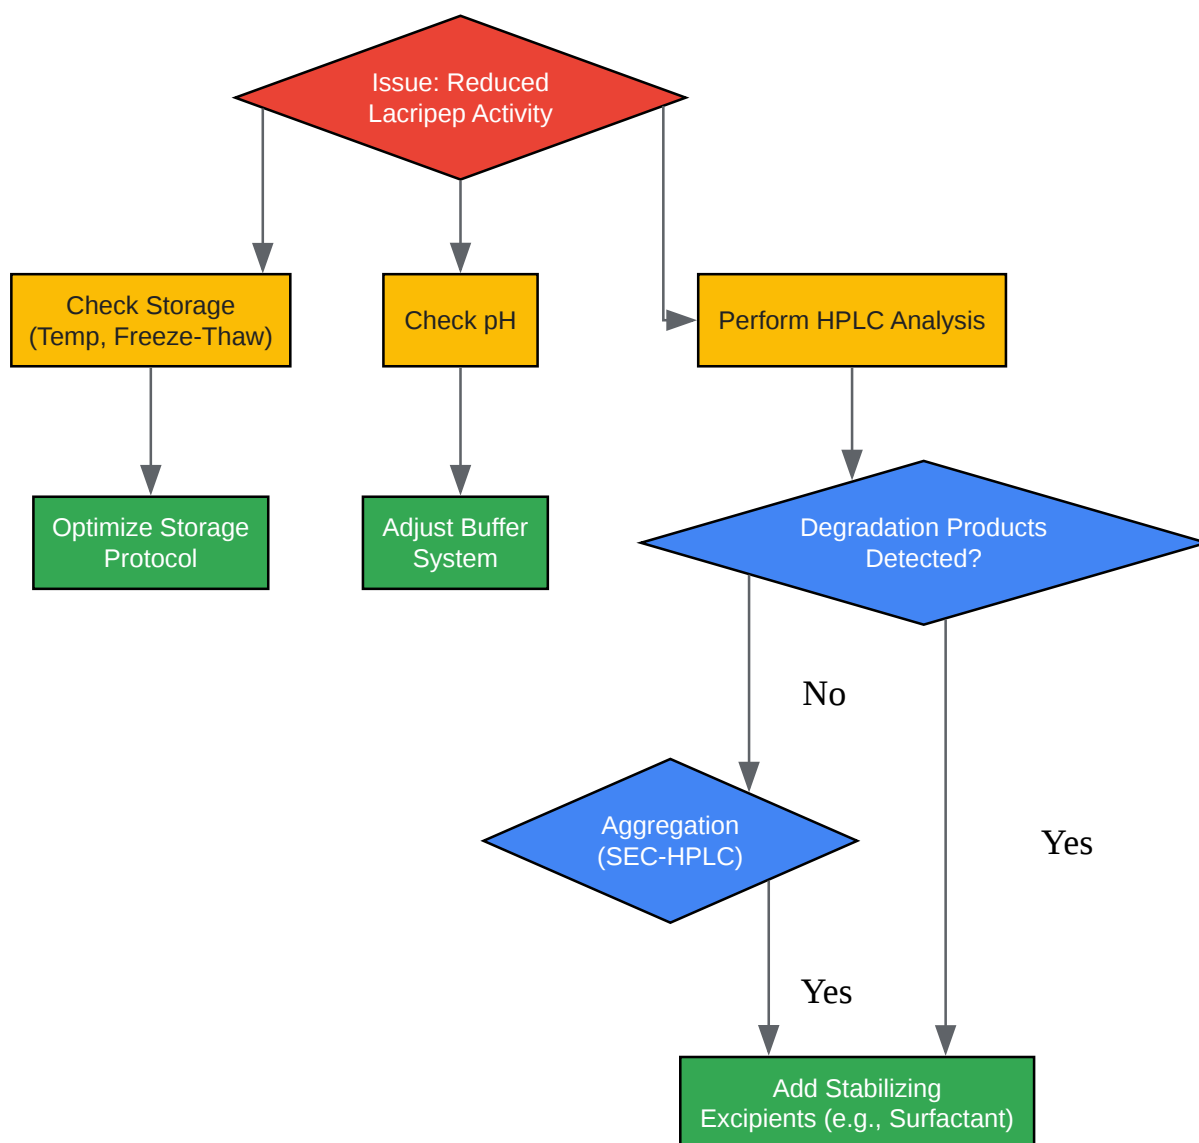 Issue: Reduced
Lacripep Activity
Check Storage
(Temp, Freeze-Thaw)
Check pH
Perform HPLC Analysis
Optimize Storage
Protocol
Adjust Buffer
System
Degradation Products
Detected?
No
Aggregation
(SEC-HPLC)
Yes
Yes
Add Stabilizing
Excipients (e.g., Surfactant)